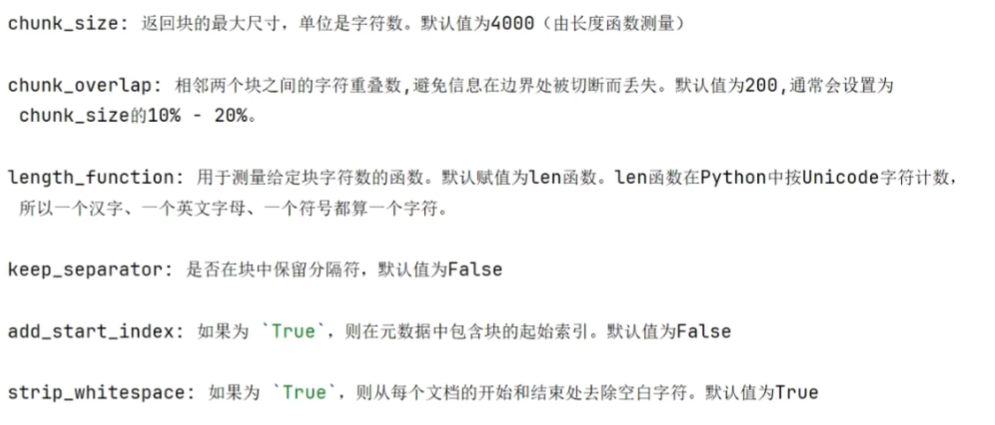 chunk_size: 返回块的最大尺寸，单位是字符数。默认值为4000（由长度函数测量）
chunk_overlap: 相邻两个块之间的字符重叠数,避免信息在边界处被切断而丢失。默认值为200,通常会设置为
chunk_size的10% - 20%。
length_function: 用于测量给定块字符数的函数。默认赋值为len函数。len函数在Python中按Unicode字符计数，
所以一个汉字、一个英文字母、一个符号都算一个字符。
keep_separator: 是否在块中保留分隔符，默认值为False
add_start_index: 如果为 `True`，则在元数据中包含块的起始索引。默认值为False
strip_whitespace: 如果为 `True`，则从每个文档的开始和结束处去除空白字符。默认值为True